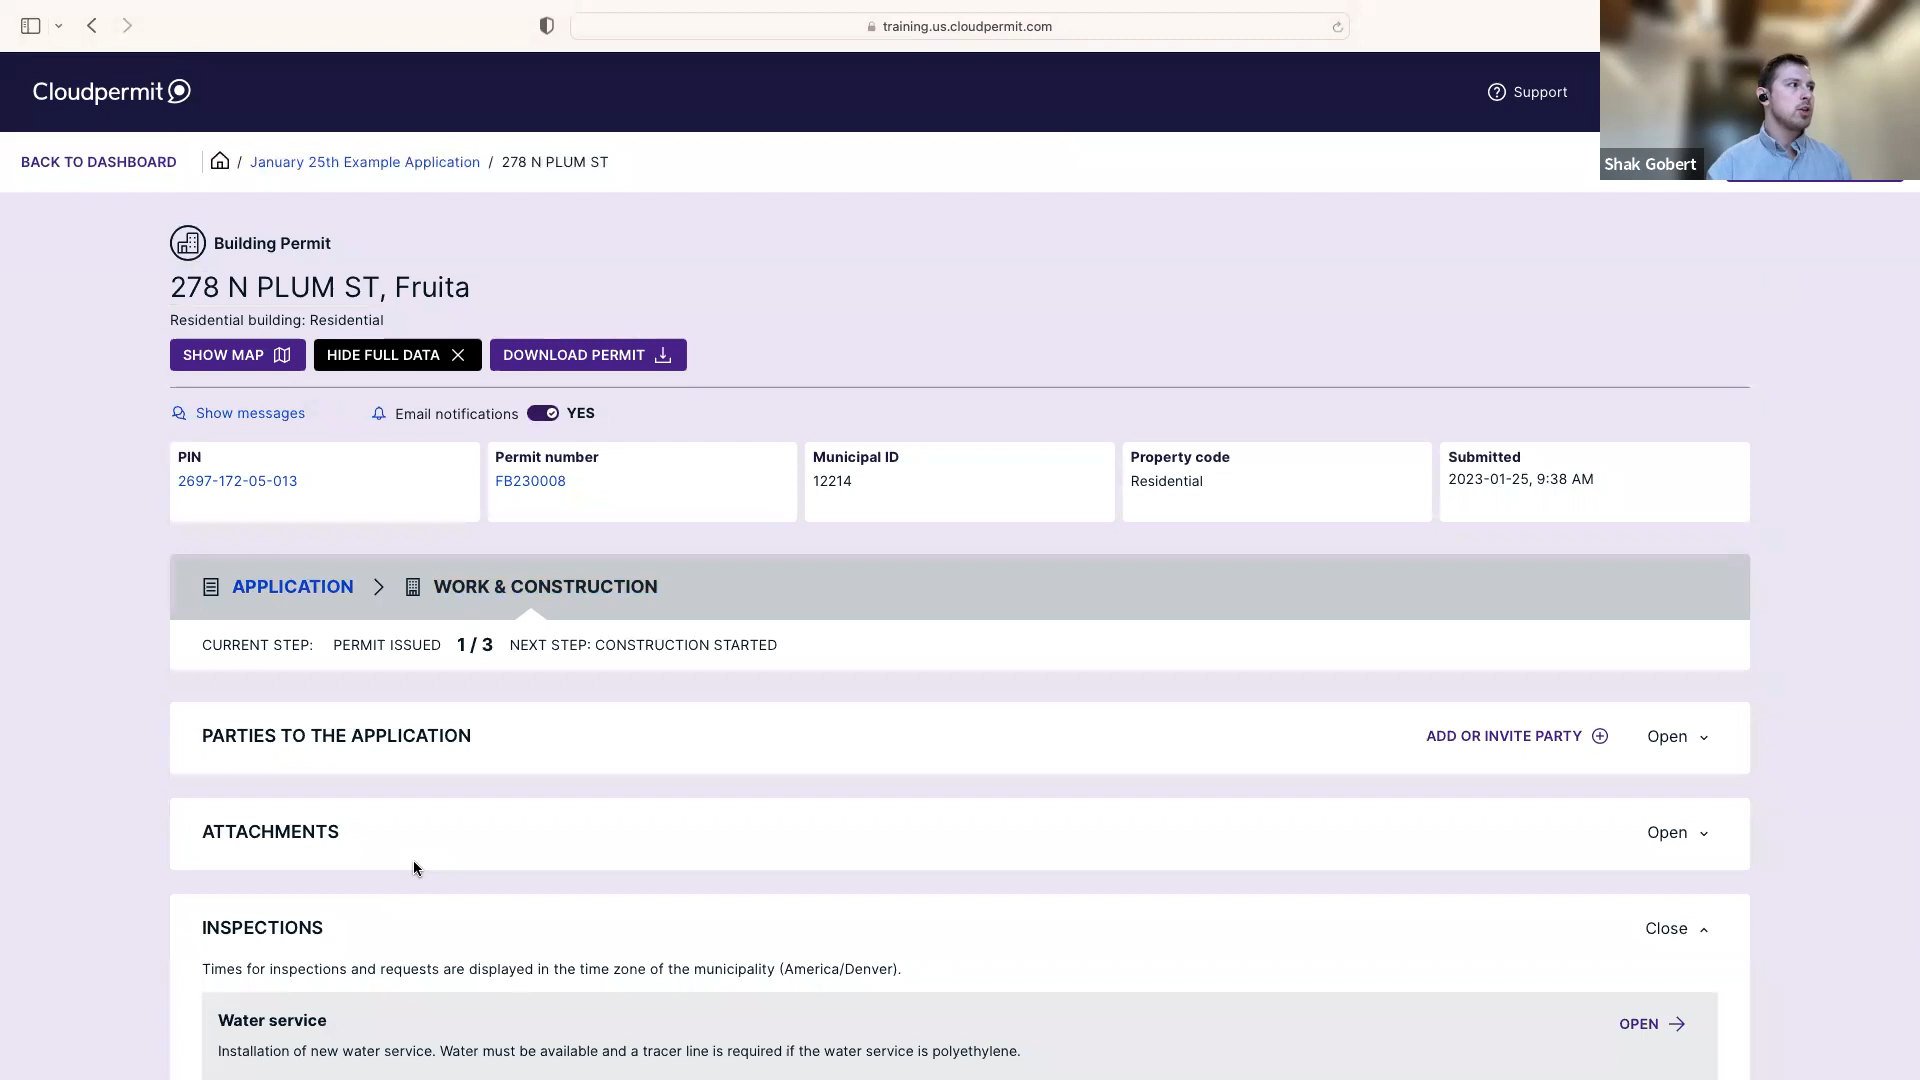 training.us.cloudpermit.com
Cloudpermit
Support
Shak Gobert
BACK TO DASHBOARD / January 25th Example Application / 278 N PLUM ST
Building Permit
278 N PLUM ST, Fruita
Residential building: Residential
SHOW MAP HIDE FULL DATA DOWNLOAD PERMIT
Show messages Email notifications YES
PIN
2697-172-05-013
Permit number
FB230008
Municipal ID
12214
Property code
Residential
Submitted
2023-01-25, 9:38 AM
APPLICATION WORK & CONSTRUCTION
CURRENT STEP: PERMIT ISSUED 1 / 3 NEXT STEP: CONSTRUCTION STARTED
PARTIES TO THE APPLICATION ADD OR INVITE PARTY Open
ATTACHMENTS Open
INSPECTIONS Close
Times for inspections and requests are displayed in the time zone of the municipality (America/Denver).
Water service OPEN
Installation of new water service. Water must be available and a tracer line is required if the water service is polyethylene.